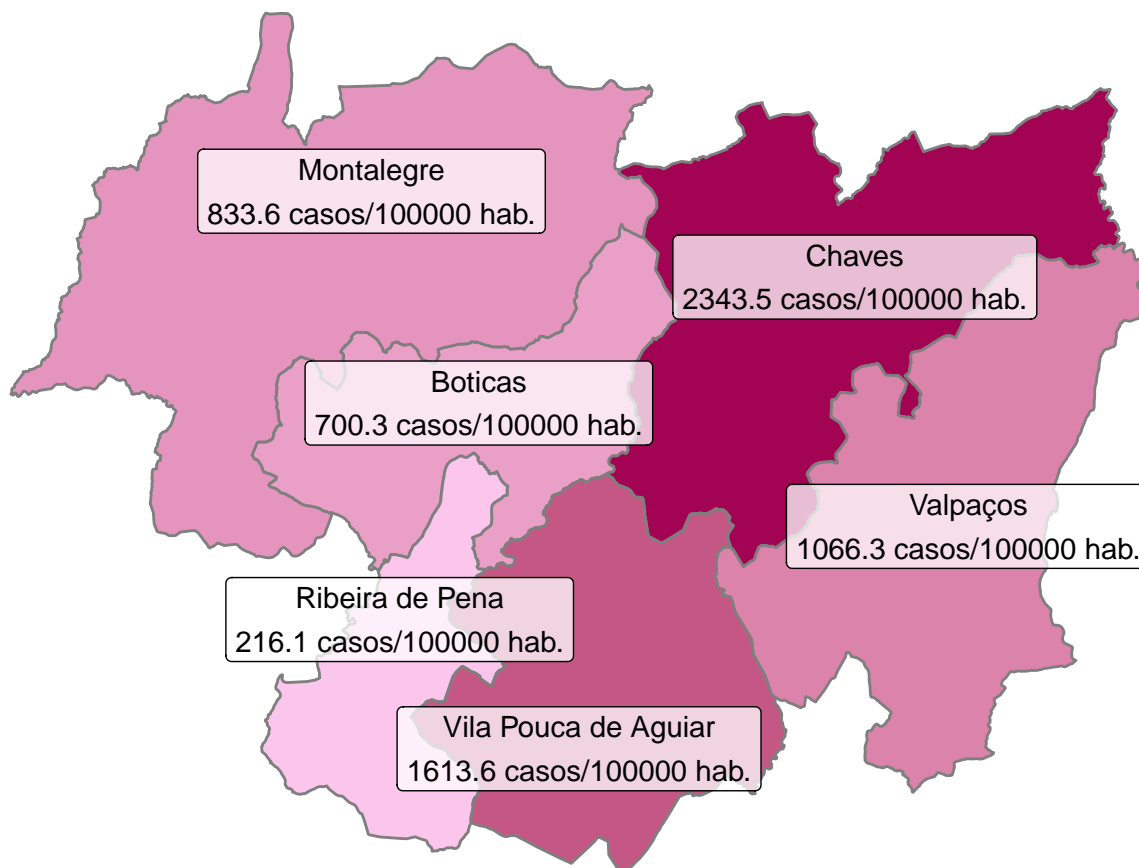 Montalegre
833.6 casos/100000 hab.
Chaves
2343.5 casos/100000 hab.
Boticas
700.3 casos/100000 hab.
Valpaços
1066.3 casos/100000 hab.
Ribeira de Pena
216.1 casos/100000 hab.
Vila Pouca de Aguiar
1613.6 casos/100000 hab.